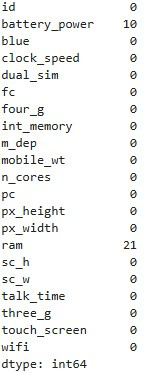 id 0
battery_power 10
blue 0
clock_speed 0
dual_sim 0
fc 0
four_g 0
int_memory 0
m_dep 0
mobile_wt 0
n_cores 0
pc 0
px_height 0
px_width 0
ram 21
sc_h 0
sc_w 0
talk_time 0
three_g 0
touch_screen 0
wifi 0
dtype: int64